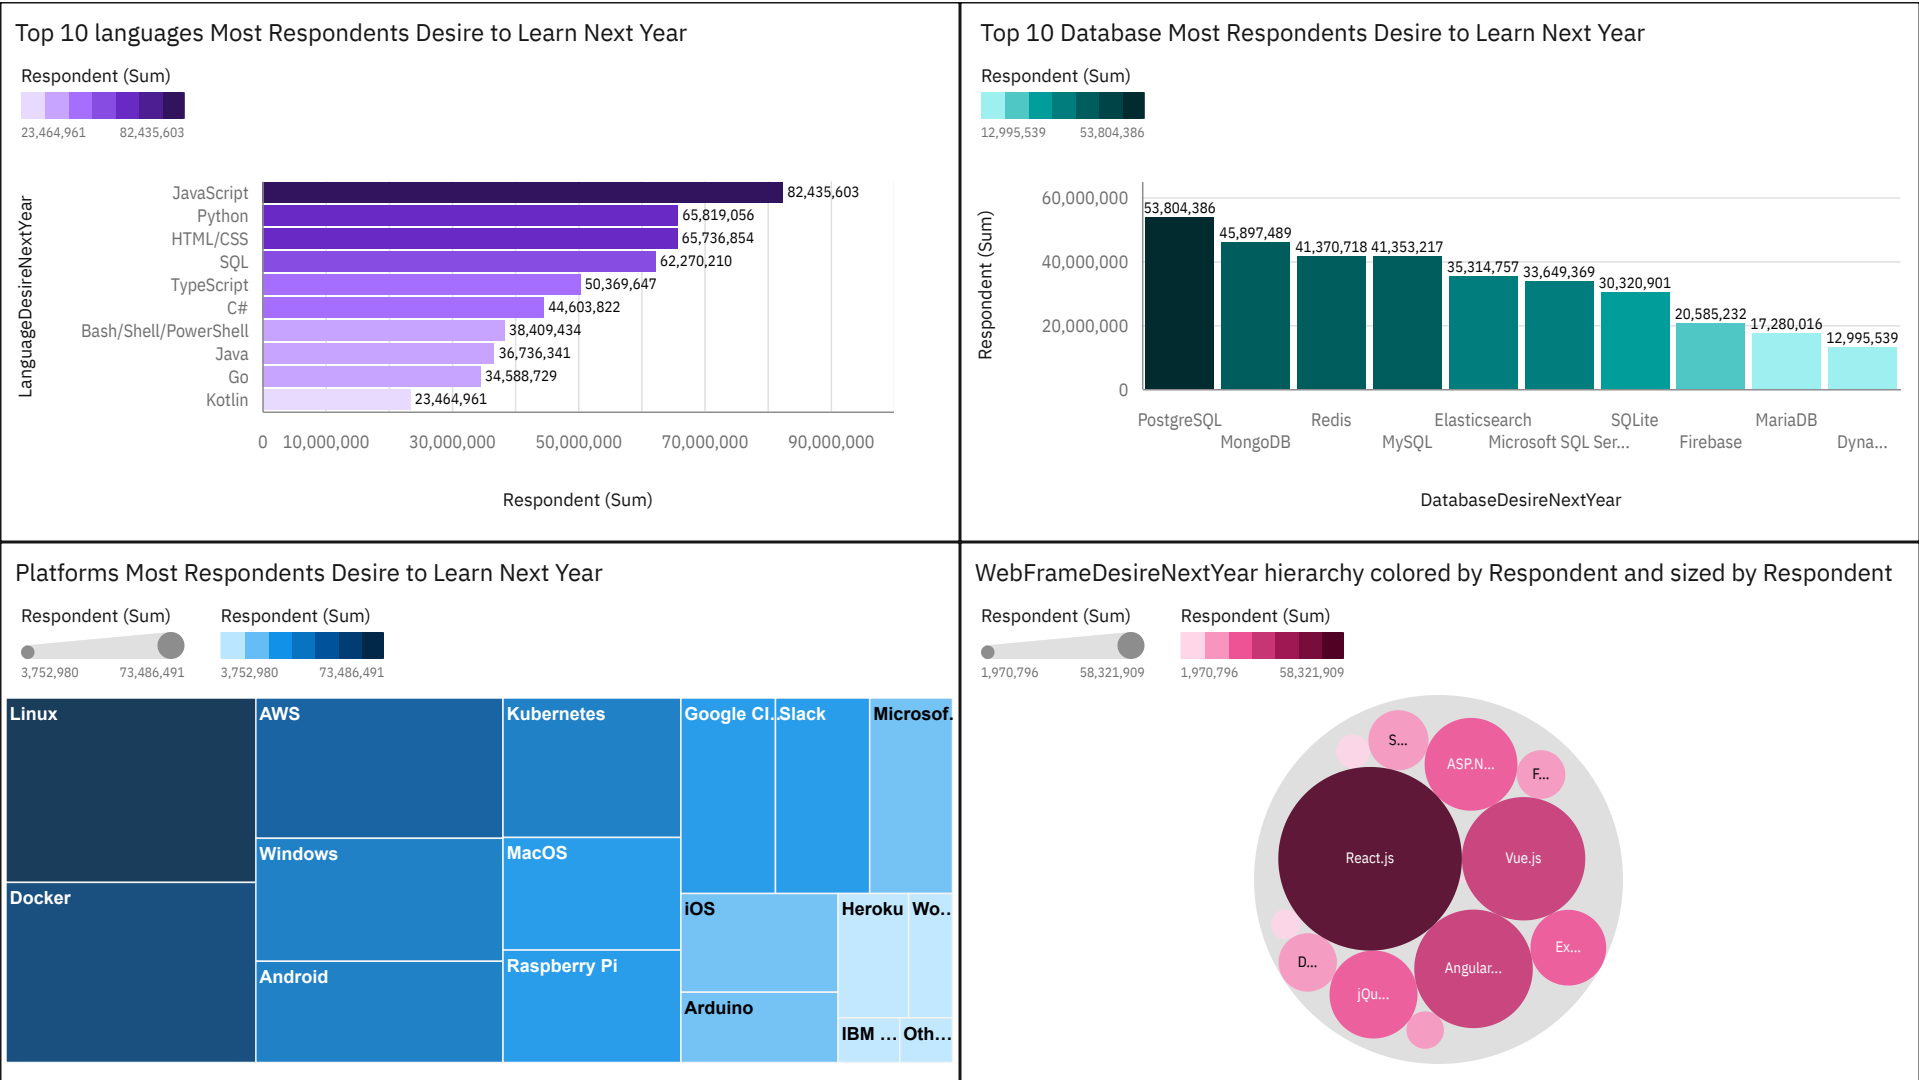 Top 10 languages Most Respondents Desire to Learn Next Year
Respondent (Sum)
23,464,961 82,435,603
LanguageDesireNextYear
JavaScript 82,435,603
Python 65,819,056
HTML/CSS 65,736,854
SQL 62,270,210
TypeScript 50,369,647
C# 44,603,822
Bash/Shell/PowerShell 38,409,434
Java 36,736,341
Go 34,588,729
Kotlin 23,464,961
0 10,000,000 30,000,000 50,000,000 70,000,000 90,000,000
Respondent (Sum)
Top 10 Database Most Respondents Desire to Learn Next Year
Respondent (Sum)
12,995,539 53,804,386
Respondent (Sum)
60,000,000
40,000,000
20,000,000
0
53,804,386
45,897,489
41,370,718 41,353,217
35,314,757
33,649,369
30,320,901
20,585,232
17,280,016
12,995,539
PostgreSQL Redis Elasticsearch SQLite MariaDB
MongoDB MySQL Microsoft SQL Ser... Firebase Dyna...
DatabaseDesireNextYear
Platforms Most Respondents Desire to Learn Next Year
Respondent (Sum) Respondent (Sum)
3,752,980 73,486,491 3,752,980 73,486,491
Linux AWS Kubernetes Google Cl... Slack Microsof...
Windows MacOS
Docker iOS Heroku Wo...
Android Raspberry Pi
Arduino IBM ... Oth...
WebFrameDesireNextYear hierarchy colored by Respondent and sized by Respondent
Respondent (Sum) Respondent (Sum)
1,970,796 58,321,909 1,970,796 58,321,909
S...
ASP.N...
F...
React.js Vue.js
Ex...
D... Angular...
jQu...